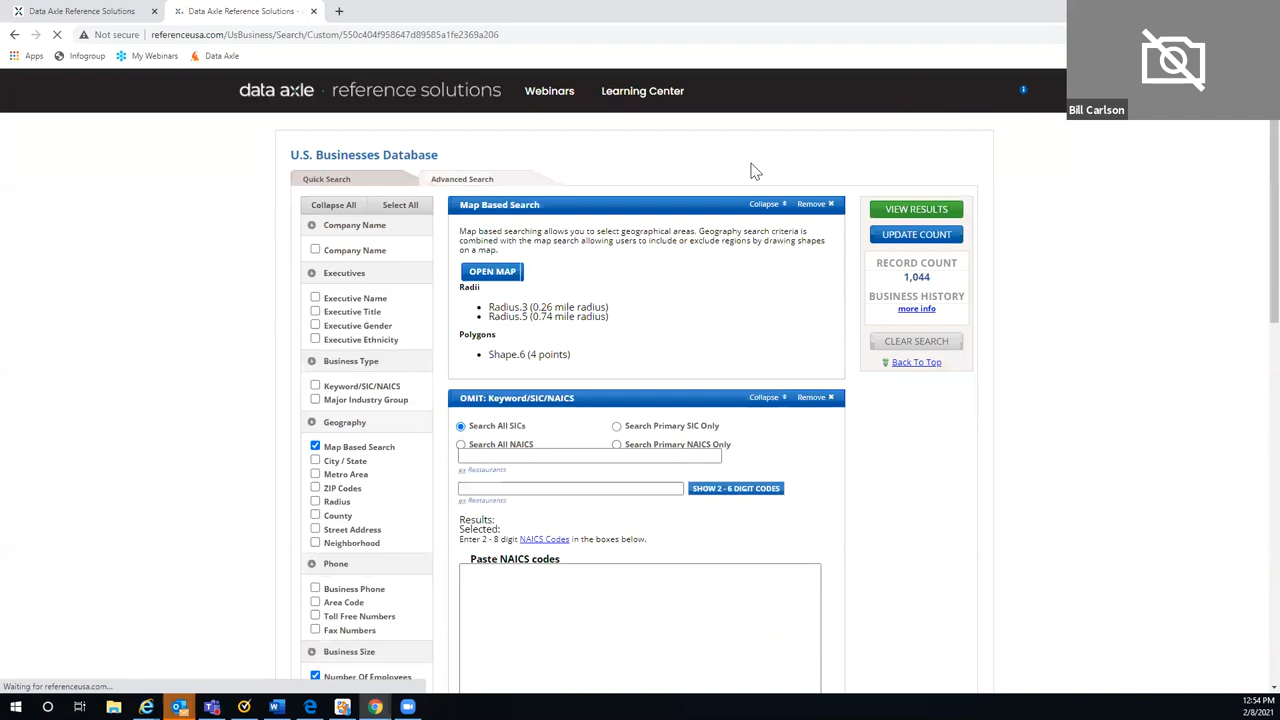 Data Axle Reference Solutions
Data Axle Reference Solutions -
Not secure
referenceusa.com/UsBusiness/Search/Custom/550c404f958647d89585a1fe2369a206
Apps
Infogroup
My Webinars
Data Axle
Bill Carlson
data axle reference solutions
Webinars
Learning Center
U.S. Businesses Database
Quick Search
Advanced Search
Collapse All
Select All
Company Name
Company Name
Executives
Executive Name
Executive Title
Executive Gender
Executive Ethnicity
Business Type
Keyword/SIC/NAICS
Major Industry Group
Geography
Map Based Search
City / State
Metro Area
ZIP Codes
Radius
County
Street Address
Neighborhood
Phone
Business Phone
Area Code
Toll Free Numbers
Fax Numbers
Business Size
Number Of Employees
Map Based Search
Collapse
Remove
Map based searching allows you to select geographical areas. Geography search criteria is
combined with the map search allowing users to include or exclude regions by drawing shapes
on a map.
OPEN MAP
Radii
Radius.3 (0.26 mile radius)
Radius.5 (0.74 mile radius)
Polygons
Shape.6 (4 points)
OMIT: Keyword/SIC/NAICS
Collapse
Remove
Search All SICs
Search Primary SIC Only
Search All NAICS
Search Primary NAICS Only
ex Restaurants
SHOW 2 - 6 DIGIT CODES
ex Restaurants
Results:
Selected:
Enter 2 - 8 digit NAICS Codes in the boxes below.
Paste NAICS codes
VIEW RESULTS
UPDATE COUNT
RECORD COUNT
1,044
BUSINESS HISTORY
more info
CLEAR SEARCH
Back To Top
Waiting for referenceusa.com...
12:54 PM
2/8/2021